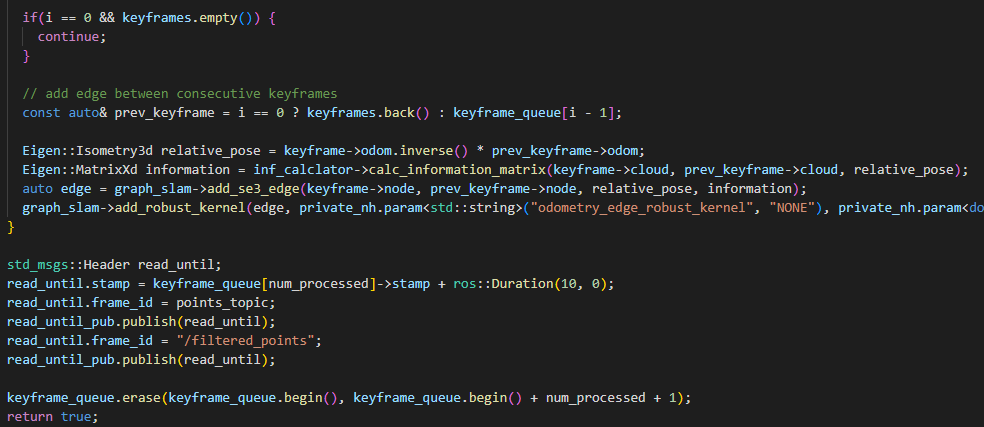 if(i == 0 && keyframes.empty()) {
continue;
}
// add edge between consecutive keyframes
const auto& prev_keyframe = i == 0 ? keyframes.back() : keyframe_queue[i - 1];
Eigen::Isometry3d relative_pose = keyframe->odom.inverse() * prev_keyframe->odom;
Eigen::MatrixXd information = inf_calclator->calc_information_matrix(keyframe->cloud, prev_keyframe->cloud, relative_pose);
auto edge = graph_slam->add_se3_edge(keyframe->node, prev_keyframe->node, relative_pose, information);
graph_slam->add_robust_kernel(edge, private_nh.param<std::string>("odometry_edge_robust_kernel", "NONE"), private_nh.param<do
}
std_msgs::Header read_until;
read_until.stamp = keyframe_queue[num_processed]->stamp + ros::Duration(10, 0);
read_until.frame_id = points_topic;
read_until_pub.publish(read_until);
read_until.frame_id = "/filtered_points";
read_until_pub.publish(read_until);
keyframe_queue.erase(keyframe_queue.begin(), keyframe_queue.begin() + num_processed + 1);
return true;